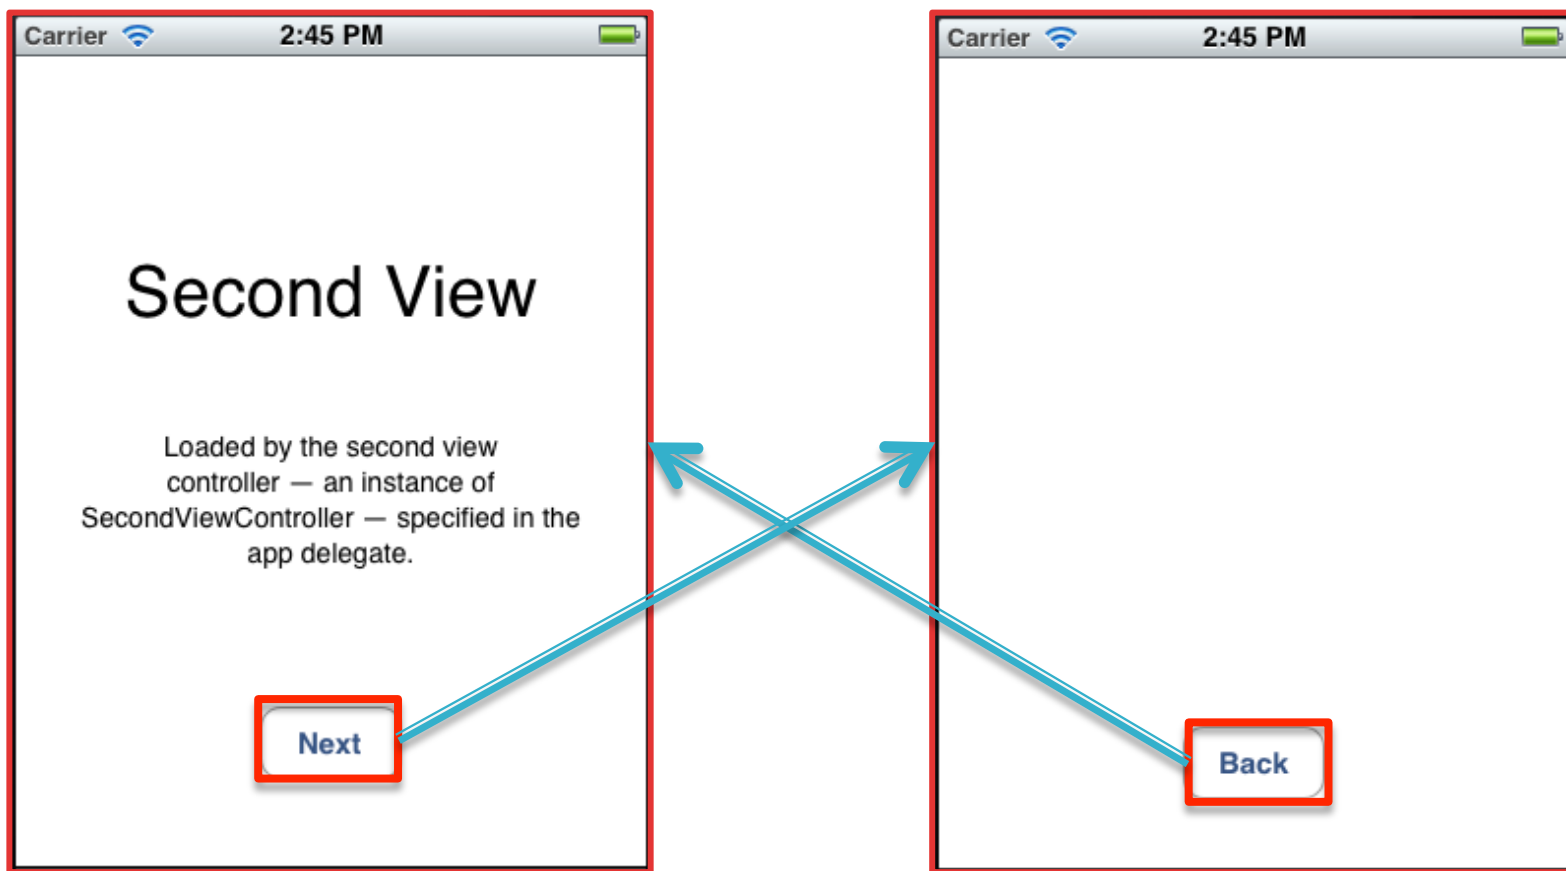 Carrier 2:45 PM
Second View
Loaded by the second view
controller — an instance of
SecondViewController — specified in the
app delegate.
Next
Carrier 2:45 PM
Back